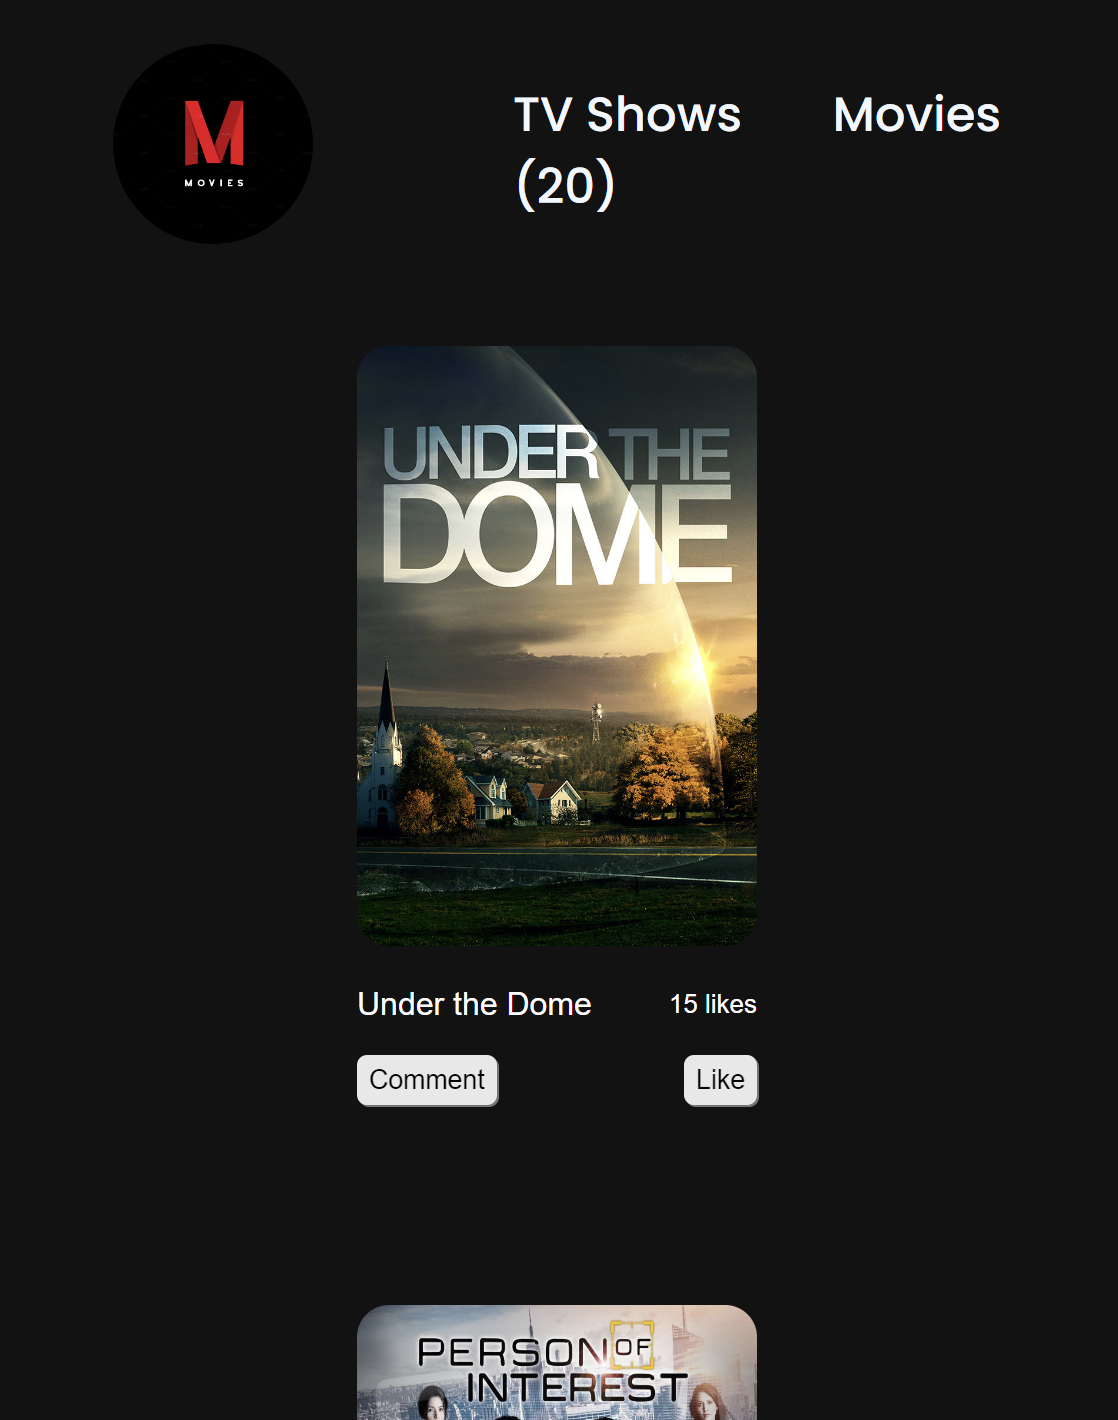 M
MOVIES
TV Shows
(20)
Movies
UNDER THE
DOME
Under the Dome
15 likes
Comment
Like
PERSON OF
INTEREST